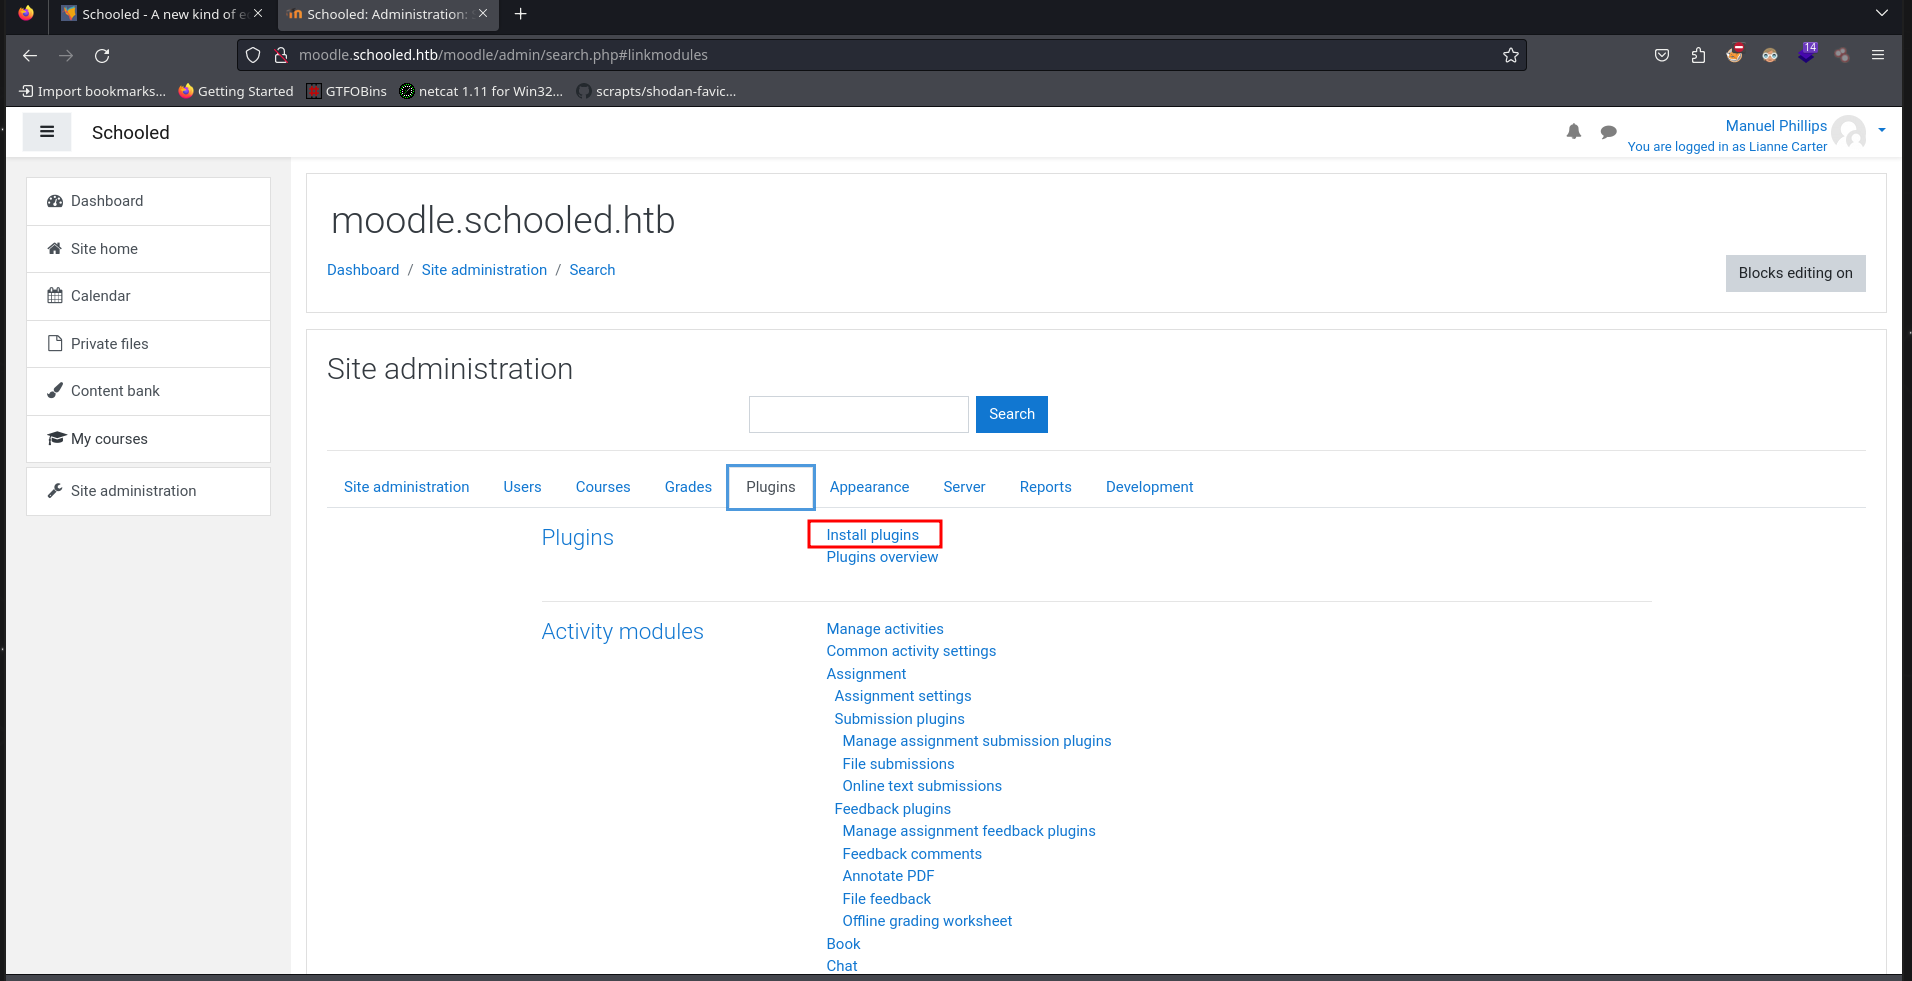 Schooled - A new kind of e
Schooled: Administration:
moodle.schooled.htb/moodle/admin/search.php#linkmodules
14
Import bookmarks...
Getting Started
GTFOBins
netcat 1.11 for Win32...
scrapts/shodan-favic...
Schooled
Manuel Phillips
You are logged in as Lianne Carter
Dashboard
Site home
Calendar
Private files
Content bank
My courses
Site administration
moodle.schooled.htb
Dashboard / Site administration / Search
Blocks editing on
Site administration
Search
Site administration
Users
Courses
Grades
Plugins
Appearance
Server
Reports
Development
Plugins
Install plugins
Plugins overview
Activity modules
Manage activities
Common activity settings
Assignment
Assignment settings
Submission plugins
Manage assignment submission plugins
File submissions
Online text submissions
Feedback plugins
Manage assignment feedback plugins
Feedback comments
Annotate PDF
File feedback
Offline grading worksheet
Book
Chat